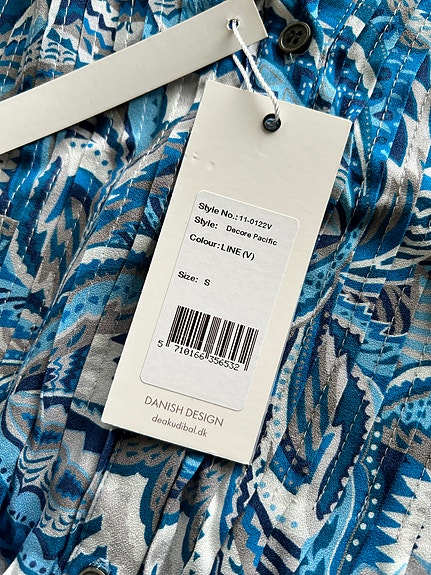 Style No.: 11-0122V
Style: Decore Pacific
Colour: LINE (V)
Size: S
5 710166 356532
DANISH DESIGN
deakudibal.dk